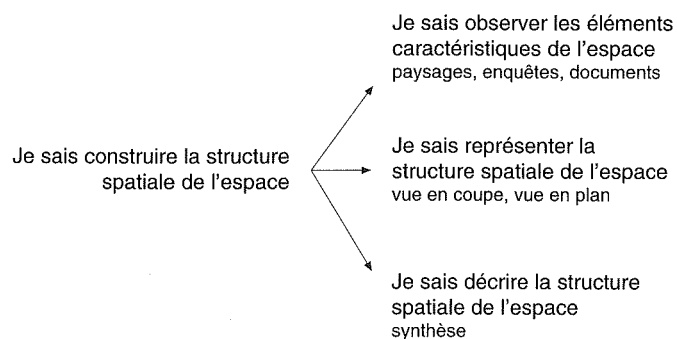 Je sais construire la structure
spatiale de l'espace
Je sais observer les éléments
caractéristiques de l'espace
paysages, enquêtes, documents
Je sais représenter la
structure spatiale de l'espace
vue en coupe, vue en plan
Je sais décrire la structure
spatiale de l'espace
synthèse